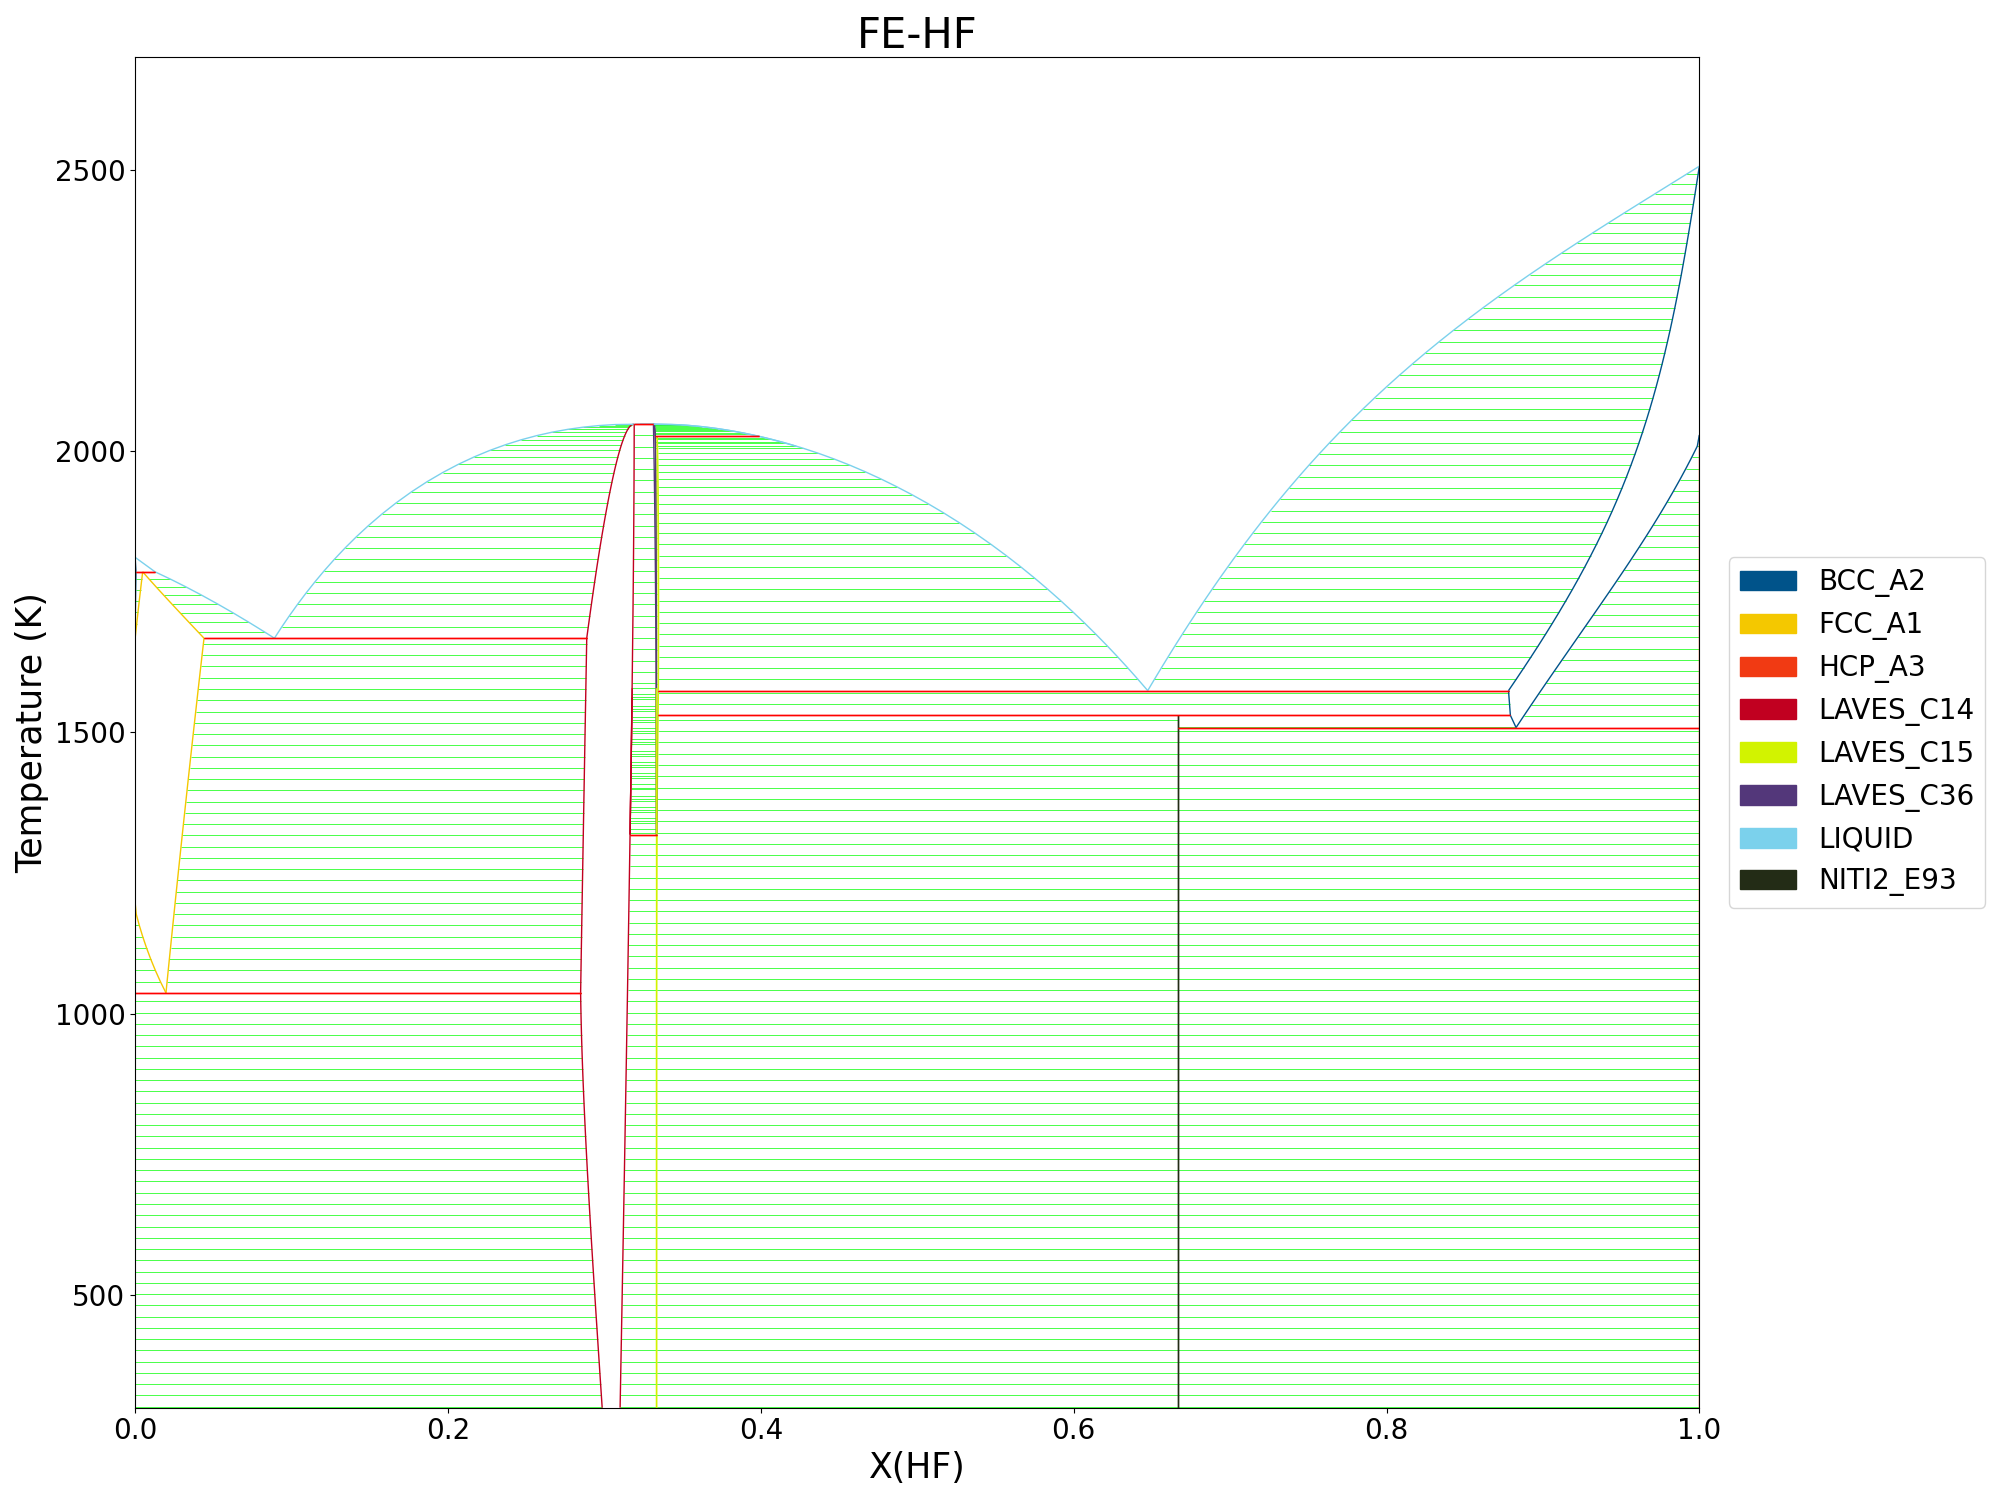 FE-HF
Temperature (K)
2500
2000
1500
1000
500
0.0 0.2 0.4 0.6 0.8 1.0
X(HF)
BCC_A2
FCC_A1
HCP_A3
LAVES_C14
LAVES_C15
LAVES_C36
LIQUID
NITI2_E93